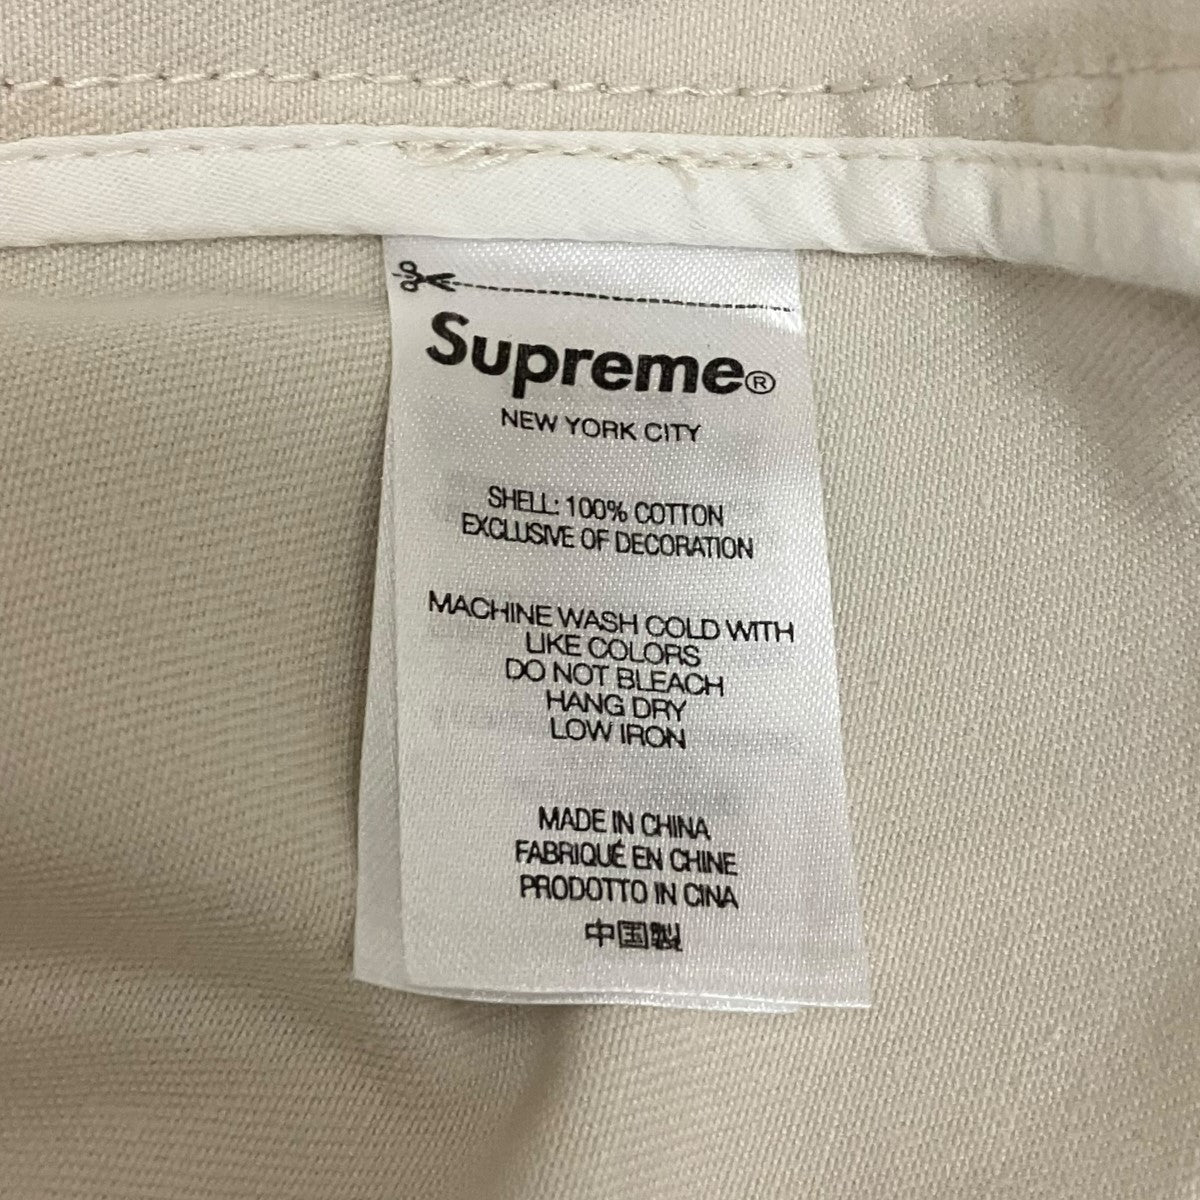 Supreme®
NEW YORK CITY
SHELL: 100% COTTON
EXCLUSIVE OF DECORATION
MACHINE WASH COLD WITH
LIKE COLORS
DO NOT BLEACH
HANG DRY
LOW IRON
MADE IN CHINA
FABRIQUÉ EN CHINE
PRODOTTO IN CINA
中国製